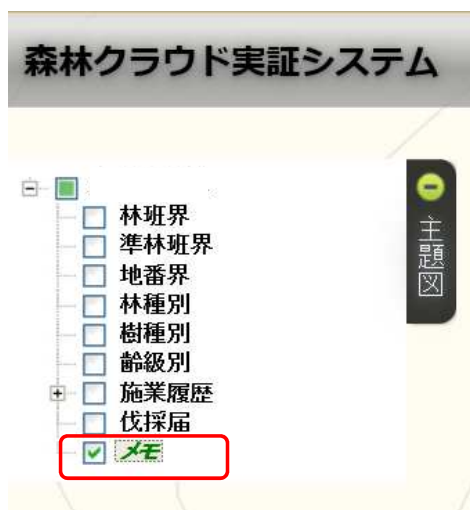 森林クラウド実証システム
林班界
準林班界
地番界
林種別
樹種別
齢級別
施業履歴
伐採届
メモ
主題図